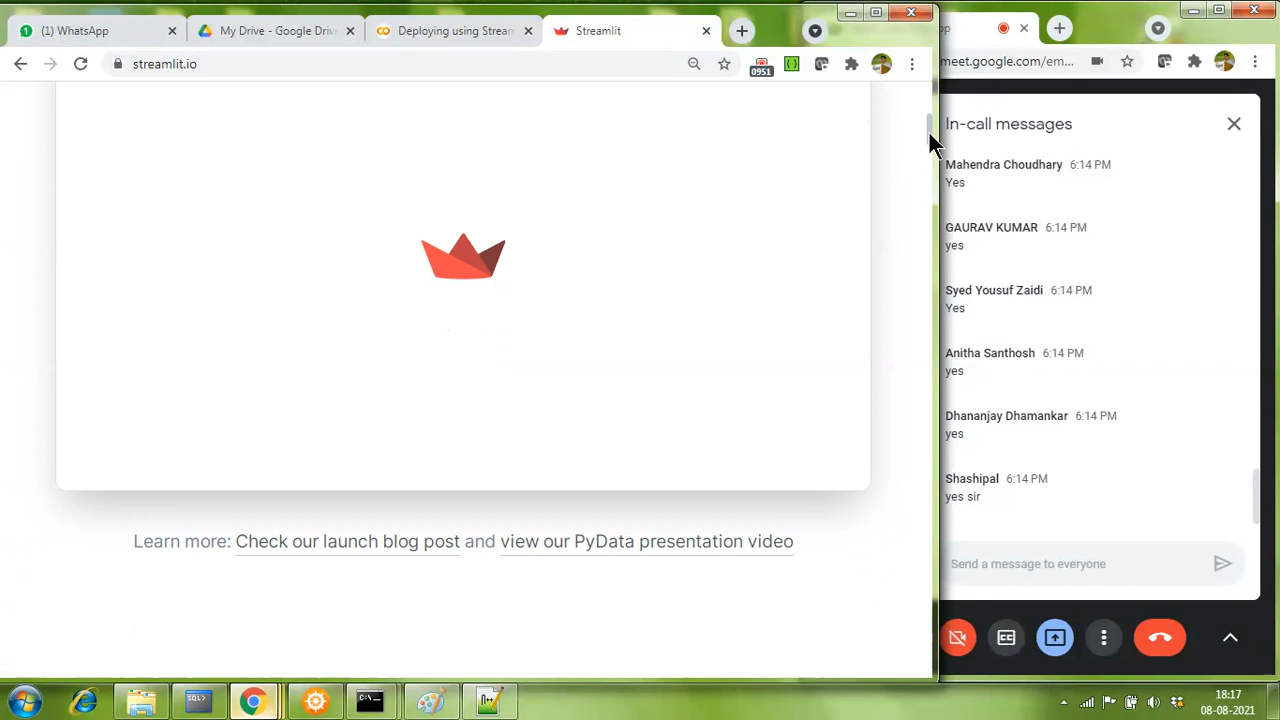 (1) WhatsApp
My Drive - Google Driv
Deploying using Stream
Streamlit
streamlit.io
0951
Learn more: Check our launch blog post and view our PyData presentation video
pp
meet.google.com/em...
In-call messages
Mahendra Choudhary 6:14 PM
Yes
GAURAV KUMAR 6:14 PM
yes
Syed Yousuf Zaidi 6:14 PM
Yes
Anitha Santhosh 6:14 PM
yes
Dhananjay Dhamankar 6:14 PM
yes
Shashipal 6:14 PM
yes sir
Send a message to everyone
18:17
08-08-2021